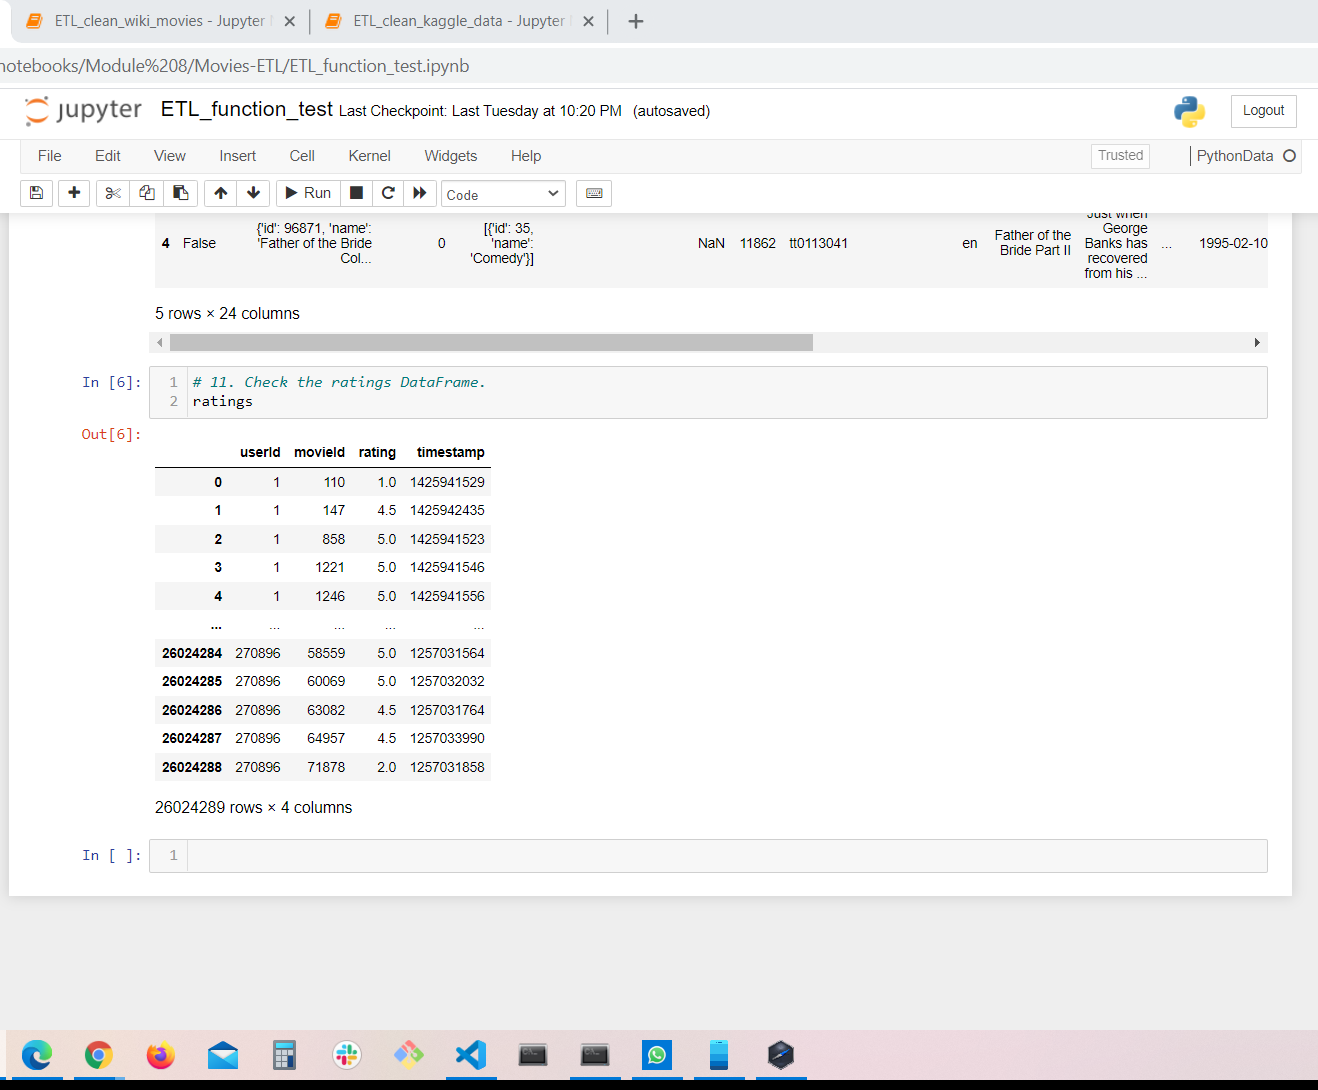 ETL_clean_wiki_movies - Jupyter
ETL_clean_kaggle_data - Jupyter
notebooks/Module%208/Movies-ETL/ETL_function_test.ipynb
jupyter ETL_function_test Last Checkpoint: Last Tuesday at 10:20 PM (autosaved)
Logout
File Edit View Insert Cell Kernel Widgets Help
Trusted PythonData
Run Code
Just when
4 False {'id': 96871, 'name': 'Father of the Bride Col... 0 [{'id': 35, 'name': 'Comedy'}] NaN 11862 tt0113041 en Father of the Bride Part II George Banks has recovered from his ... ... 1995-02-10
5 rows × 24 columns
In [6]:
1 # 11. Check the ratings DataFrame.
2 ratings
Out[6]:
userId movieId rating timestamp
0 1 110 1.0 1425941529
1 1 147 4.5 1425942435
2 1 858 5.0 1425941523
3 1 1221 5.0 1425941546
4 1 1246 5.0 1425941556
... ... ... ... ...
26024284 270896 58559 5.0 1257031564
26024285 270896 60069 5.0 1257032032
26024286 270896 63082 4.5 1257031764
26024287 270896 64957 4.5 1257033990
26024288 270896 71878 2.0 1257031858
26024289 rows × 4 columns
In [ ]:
1